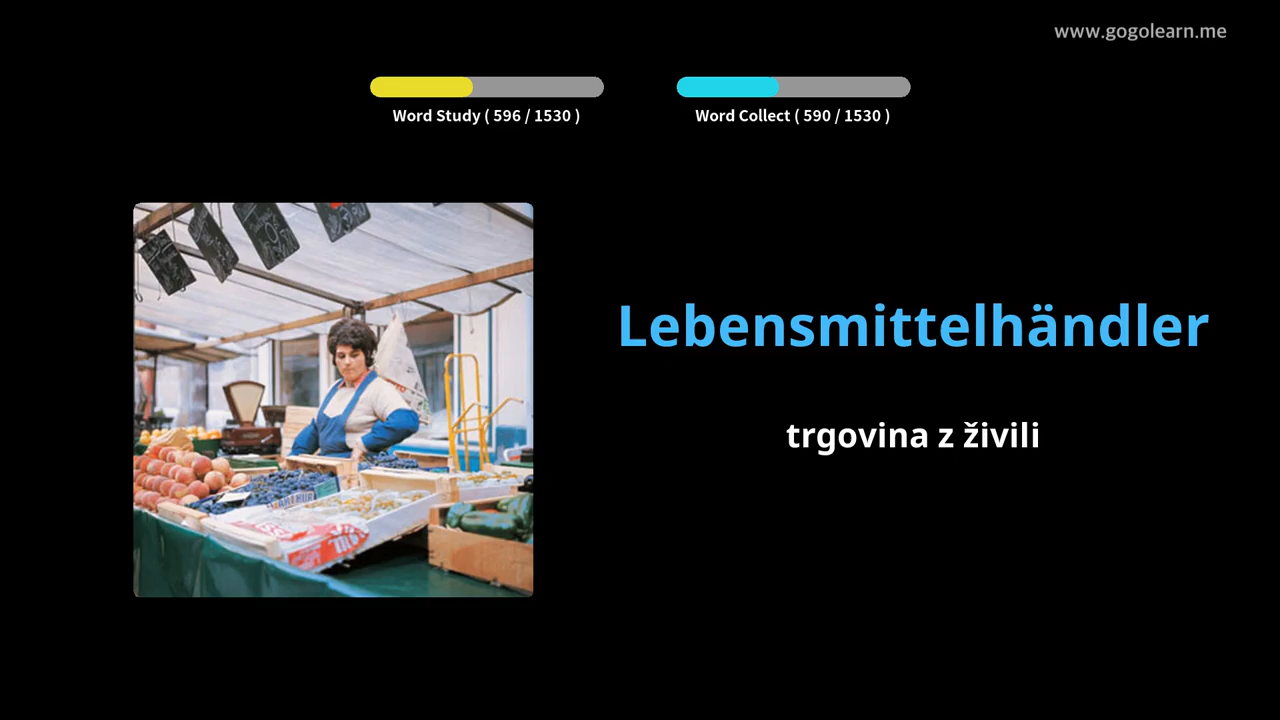 www.gogolearn.me
Word Study ( 596 / 1530 )
Word Collect ( 590 / 1530 )
Lebensmittelhändler
trgovina z živili